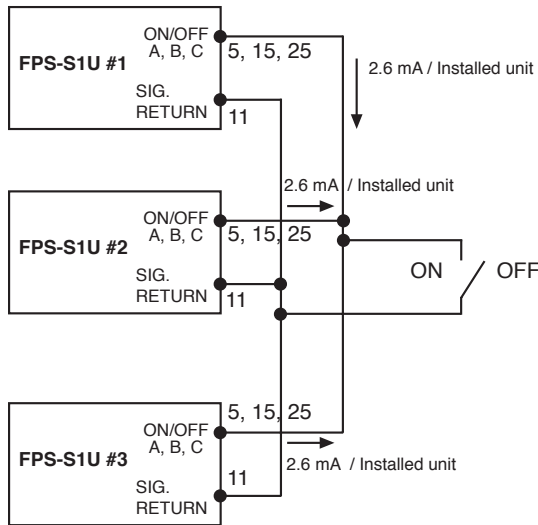 ON/OFF
A, B, C
5, 15, 25
FPS-S1U #1
2.6 mA / Installed unit
SIG.
RETURN
11
2.6 mA / Installed unit
ON/OFF
A, B, C
5, 15, 25
FPS-S1U #2
ON
OFF
SIG.
RETURN
11
5, 15, 25
ON/OFF
A, B, C
FPS-S1U #3
2.6 mA / Installed unit
11
SIG.
RETURN